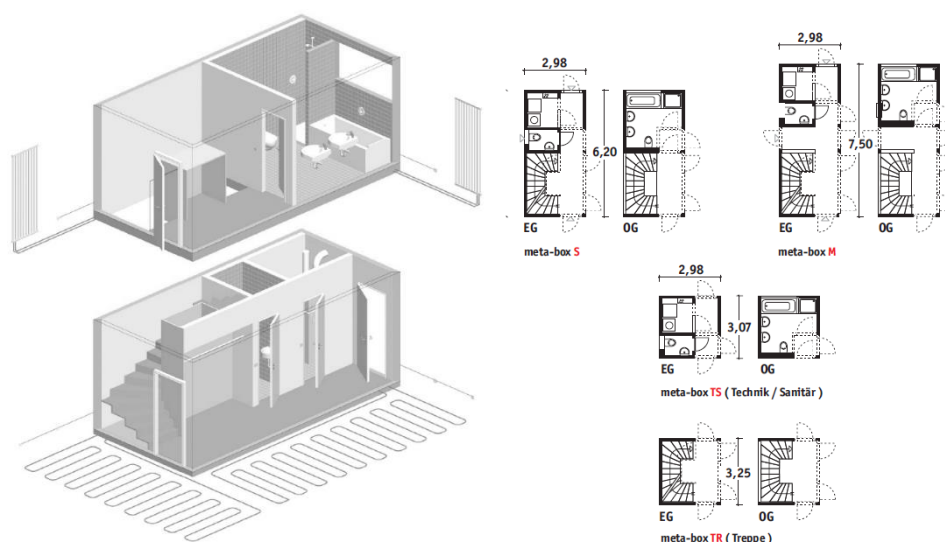 2,98
6,20
EG
OG
meta-box S
2,98
7,50
EG
OG
meta-box M
2,98
3,07
EG
OG
meta-box TS ( Technik / Sanitär )
3,25
EG
OG
meta-box TR ( Treppe )